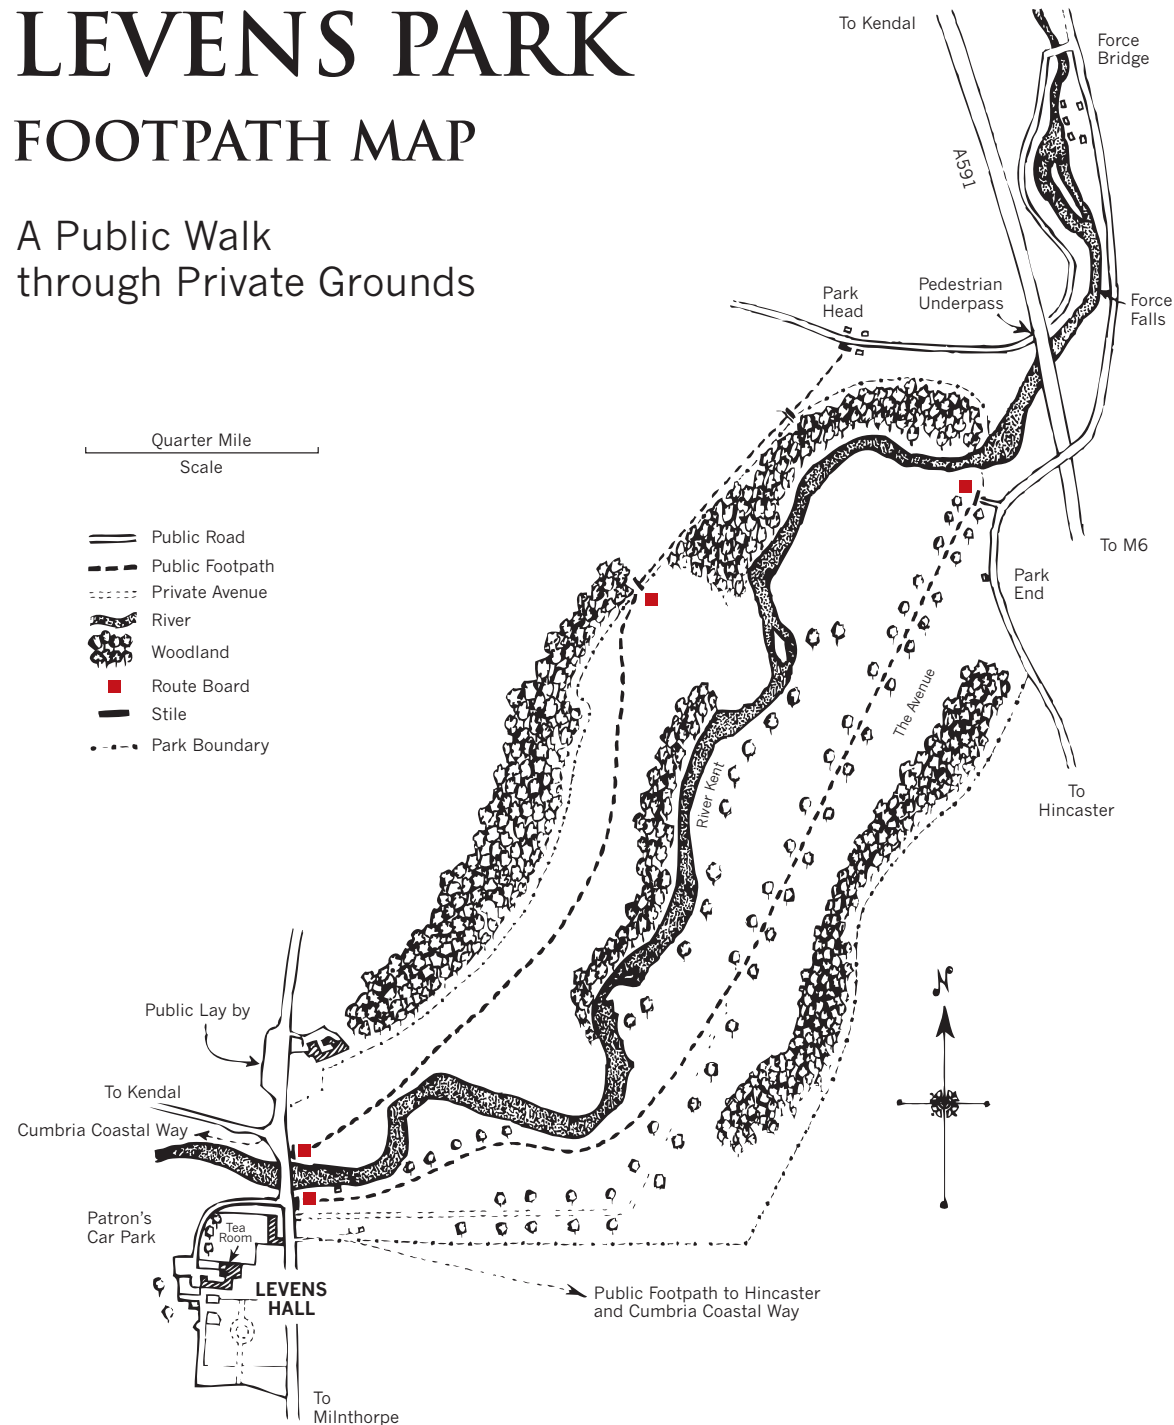 LEVENS PARK
FOOTPATH MAP
A Public Walk
through Private Grounds
To Kendal
Force
Bridge
A591
Pedestrian
Underpass
Park
Head
Force
Falls
Quarter Mile
Scale
Public Road
Public Footpath
Private Avenue
River
Woodland
Route Board
Stile
Park Boundary
To M6
Park
End
The Avenue
River Kent
To
Hincaster
N
Public Lay by
To Kendal
Cumbria Coastal Way
Patron's
Car Park
Tea
Room
LEVENS
HALL
Public Footpath to Hincaster
and Cumbria Coastal Way
To
Milnthorpe